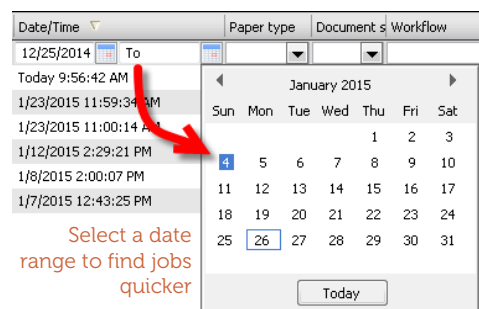 Date/Time Paper type Document s Workflow
12/25/2014 To
Today 9:56:42 AM
1/23/2015 11:59:34 AM
1/23/2015 11:00:14 AM
1/12/2015 2:29:21 PM
1/8/2015 2:00:07 PM
1/7/2015 12:43:25 PM
Select a date
range to find jobs
quicker
January 2015
Sun Mon Tue Wed Thu Fri Sat
1 2 3
4 5 6 7 8 9 10
11 12 13 14 15 16 17
18 19 20 21 22 23 24
25 26 27 28 29 30 31
Today